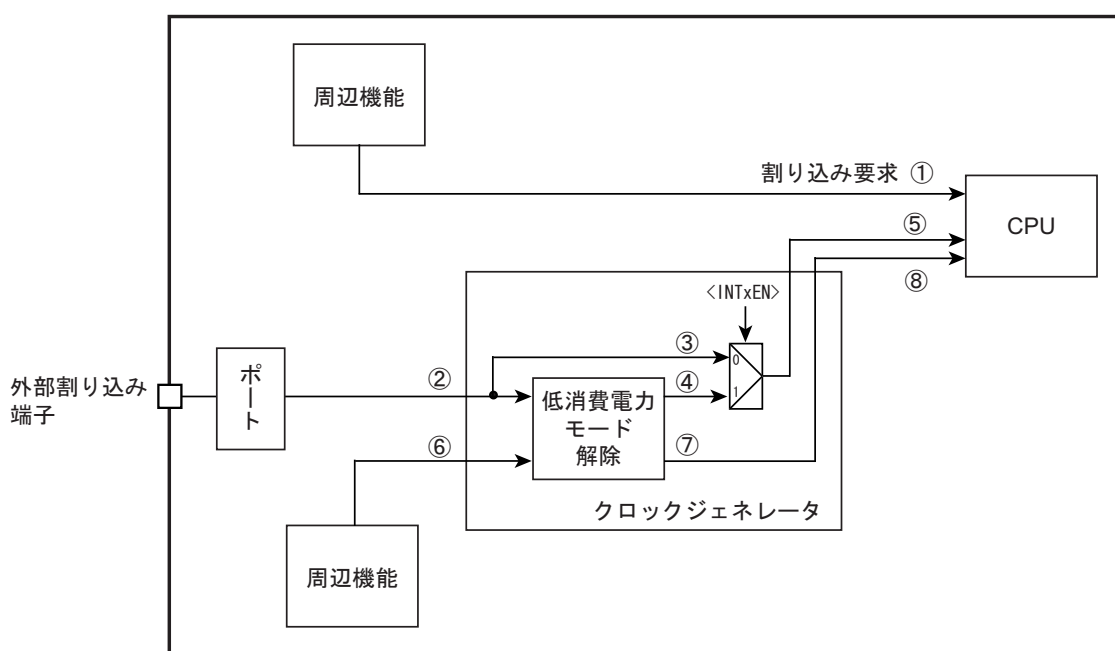 周辺機能
割り込み要求 ①
CPU
⑤
⑧
<INTxEN>
外部割り込み
端子
ポート
②
③
0
④
1
低消費電力
モード
解除
⑥
⑦
クロックジェネレータ
周辺機能